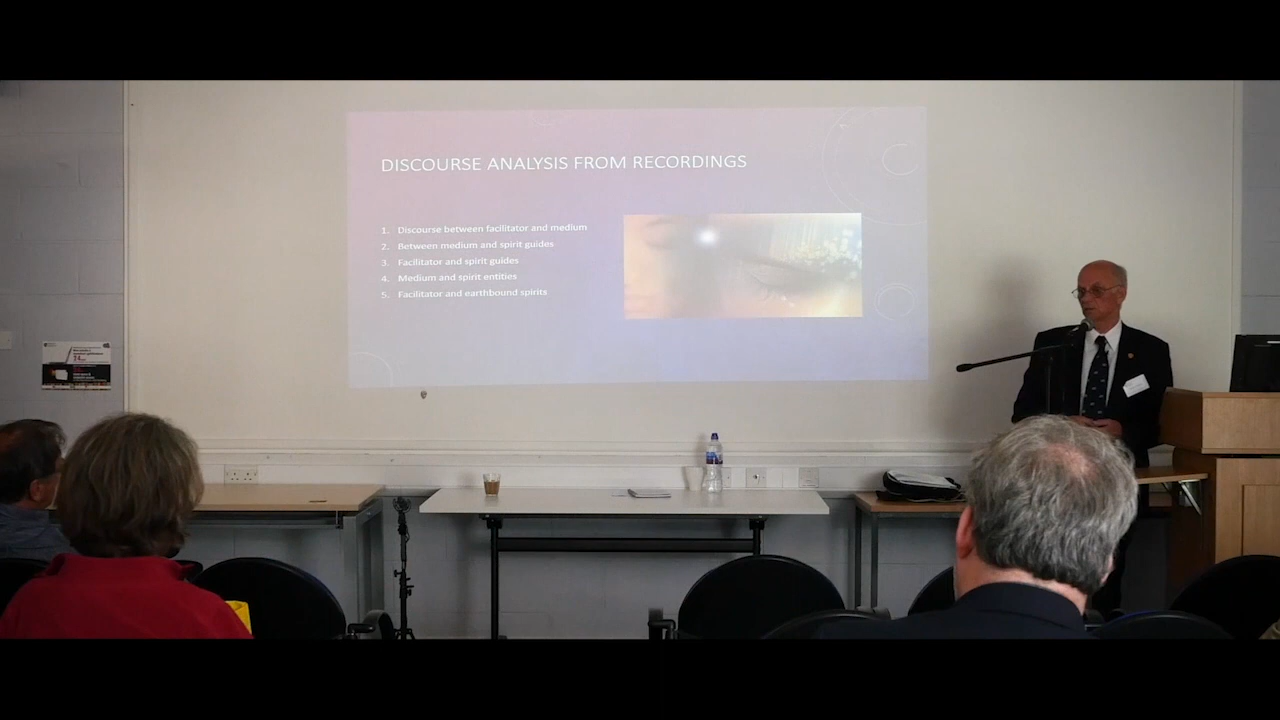 DISCOURSE ANALYSIS FROM RECORDINGS
1. Discourse between facilitator and medium
2. Between medium and spirit guides
3. Facilitator and spirit guides
4. Medium and spirit entities
5. Facilitator and earthbound spirits